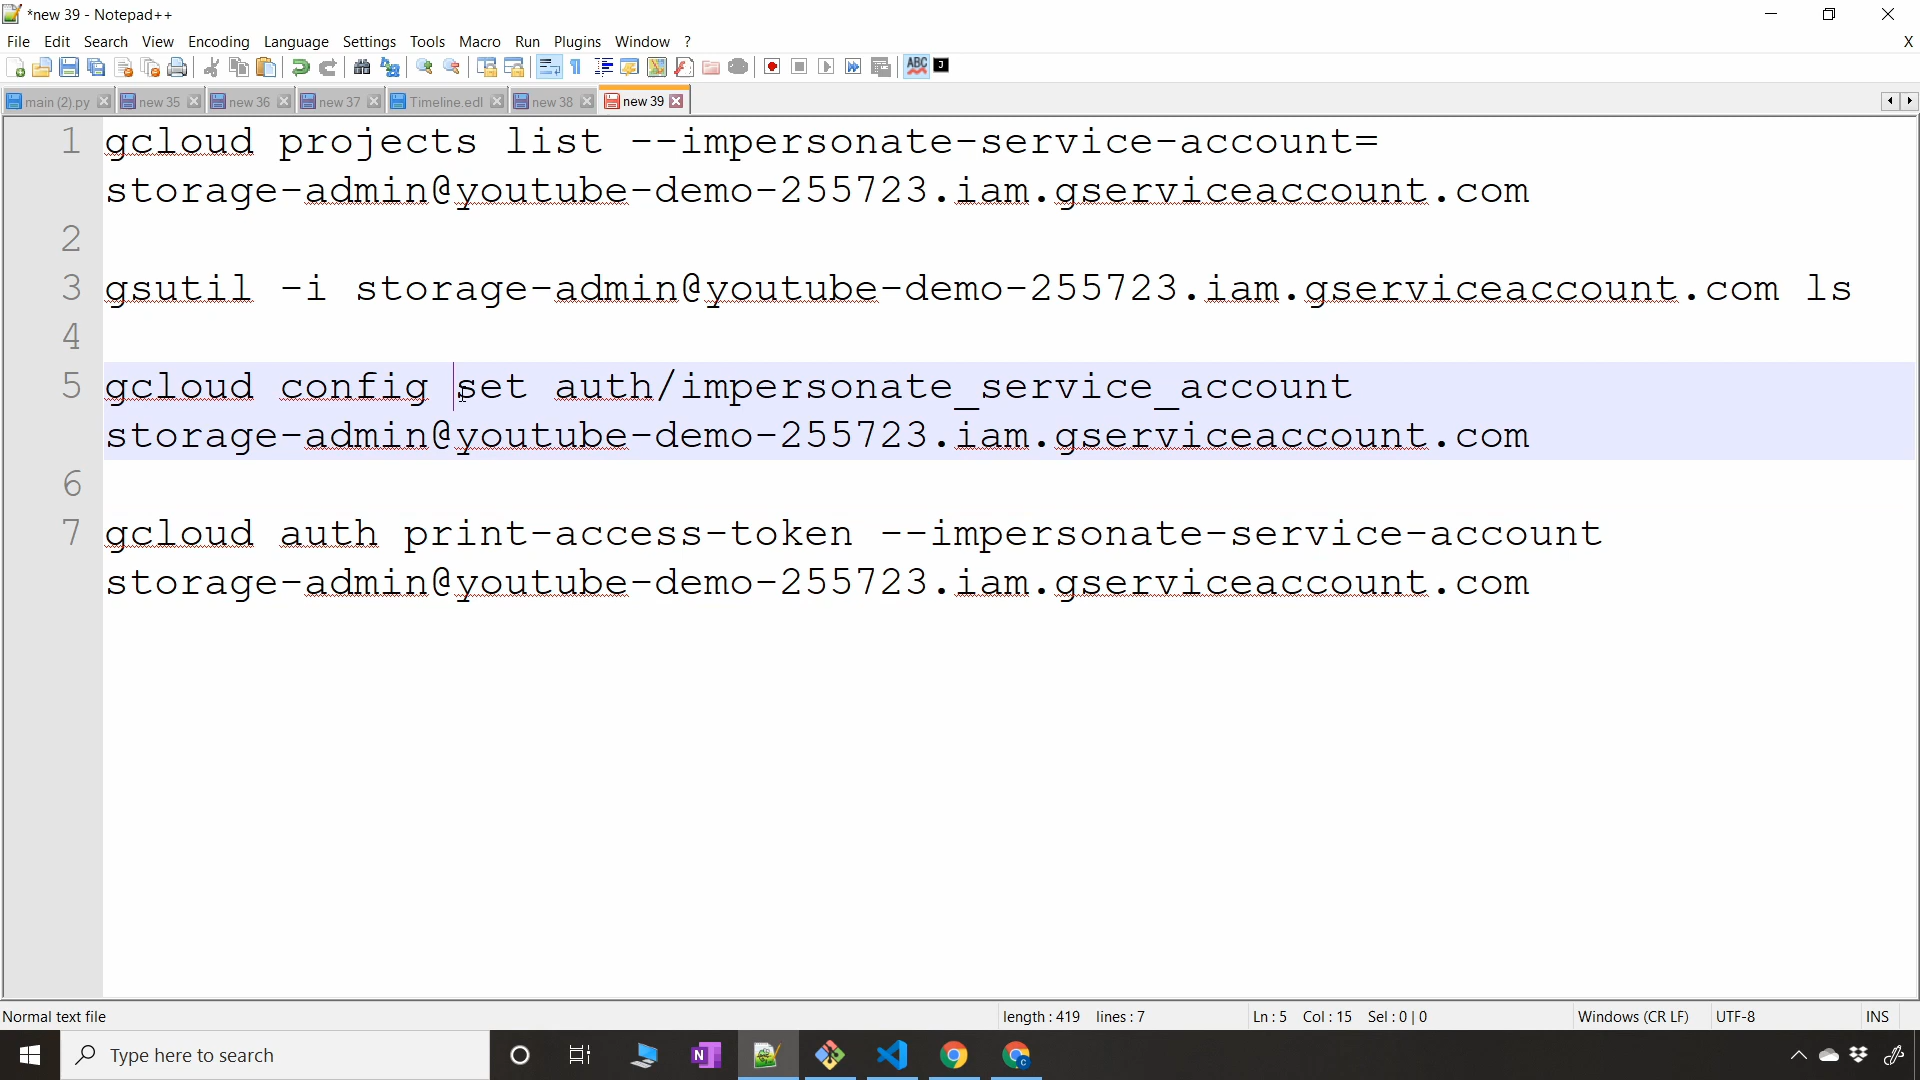 *new 39 - Notepad++
File Edit Search View Encoding Language Settings Tools Macro Run Plugins Window ?
X
ABC
main (2).py new 35 new 36 new 37 Timeline.edl new 38 new 39
1 gcloud projects list --impersonate-service-account=
storage-admin@youtube-demo-255723.iam.gserviceaccount.com
2
3 gsutil -i storage-admin@youtube-demo-255723.iam.gserviceaccount.com ls
4
5 gcloud config set auth/impersonate_service_account
storage-admin@youtube-demo-255723.iam.gserviceaccount.com
6
7 gcloud auth print-access-token --impersonate-service-account
storage-admin@youtube-demo-255723.iam.gserviceaccount.com
Normal text file length : 419 lines : 7 Ln : 5 Col : 15 Sel : 0 | 0 Windows (CR LF) UTF-8 INS
Type here to search